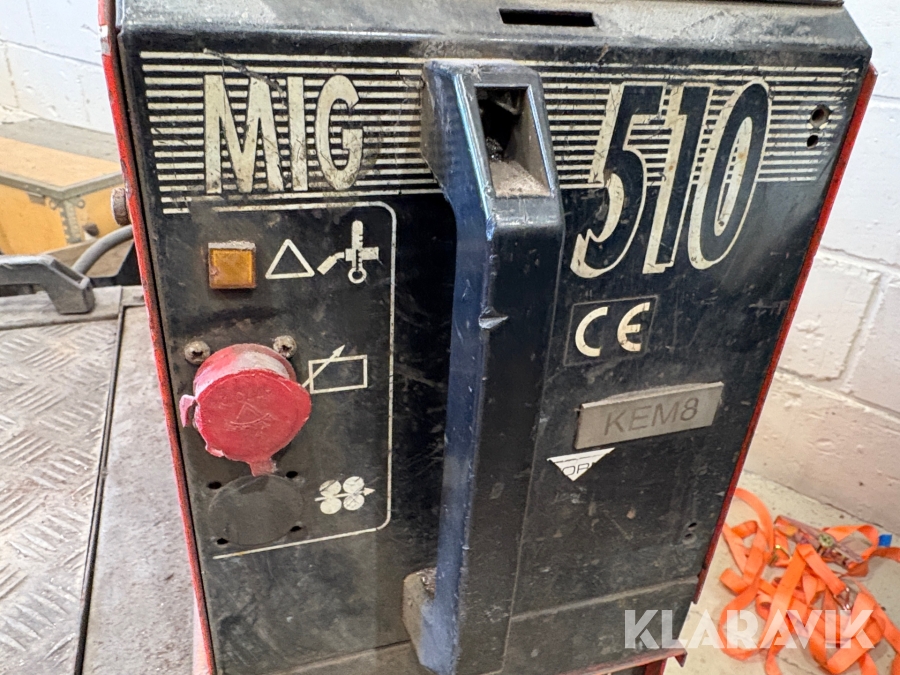 MIG 510
CE
KEM8
KLARAVIK